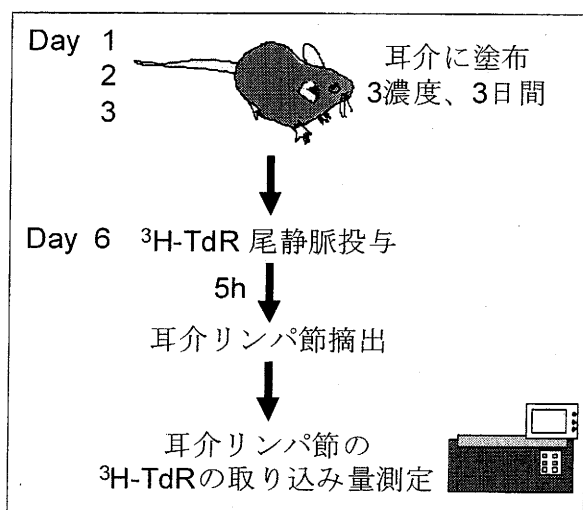 Day 1
2
3
耳介に塗布
3濃度、3日間
Day 6 ³H-TdR 尾静脈投与
5h
耳介リンパ節摘出
耳介リンパ節の
³H-TdRの取り込み量測定